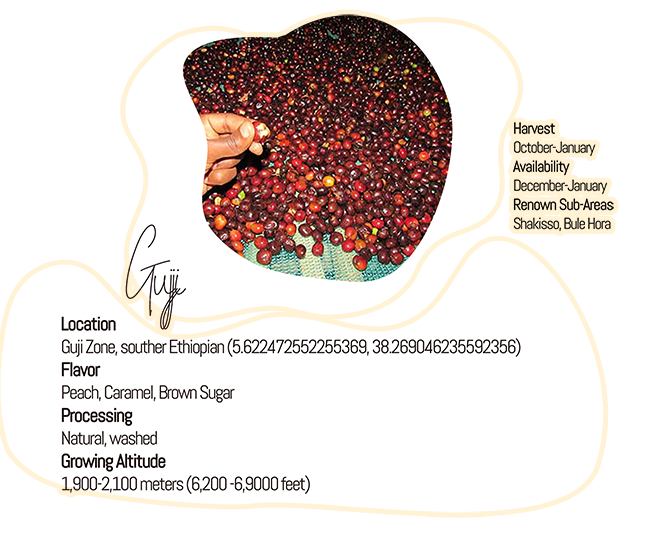 Harvest
October-January
Availability
December-January
Renown Sub-Areas
Shakisso, Bule Hora
Guji
Location
Guji Zone, souther Ethiopian (5.622472552255369, 38.269046235592356)
Flavor
Peach, Caramel, Brown Sugar
Processing
Natural, washed
Growing Altitude
1,900-2,100 meters (6,200 -6,9000 feet)